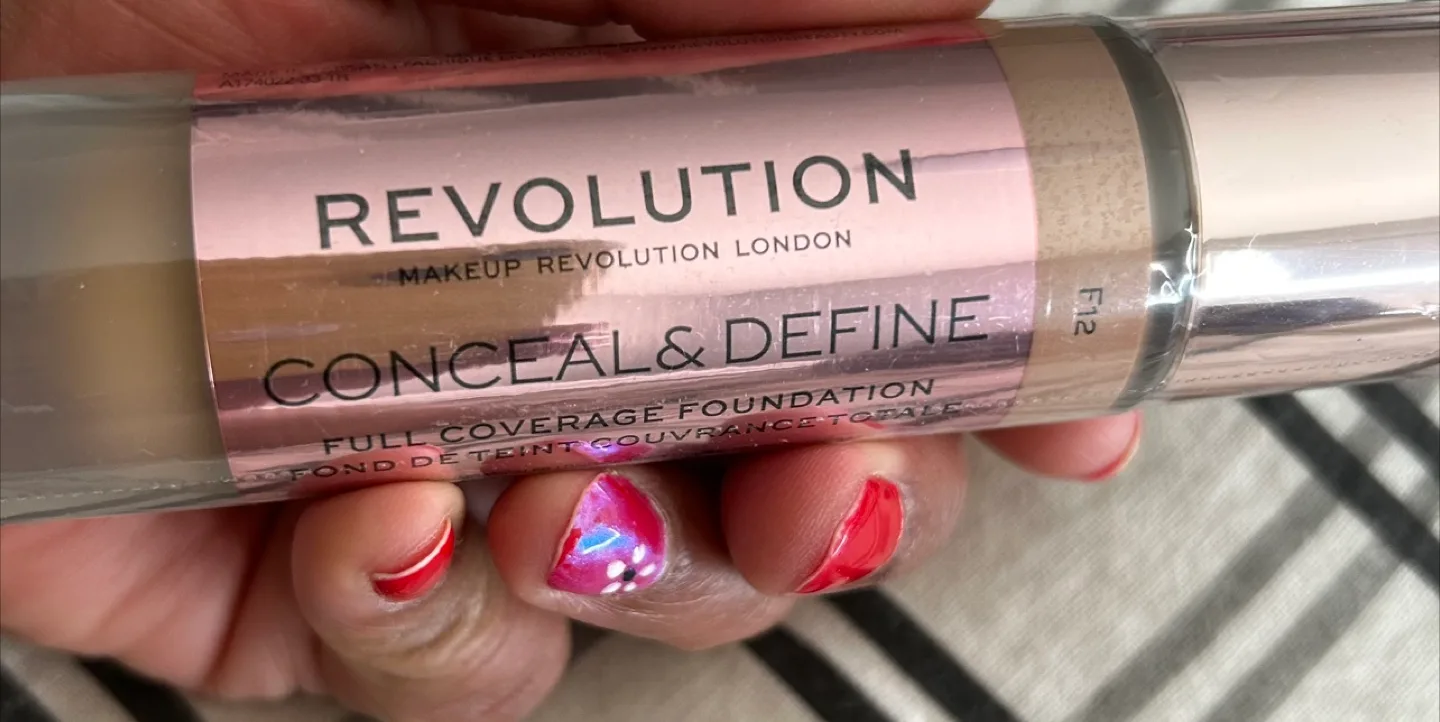 REVOLUTION
MAKEUP REVOLUTION LONDON
CONCEAL & DEFINE
FULL COVERAGE FOUNDATION
FOND DE TEINT COUVRANCE TOTALE
F12